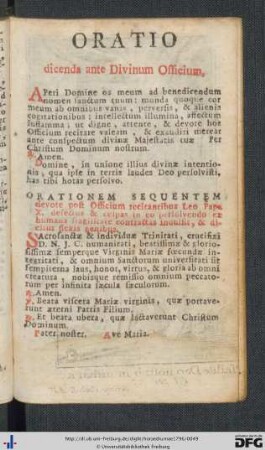 ORATIO
dicenda ante Divinum Officium.
APeri Domine os meum ad benedicendum
nomen sanctum tuum: munda quoque cor
meum ab omnibus vanis, perversis, & alienis
cogitationibus: intellectum illumina, affectum
inflamma: ut digne, attente, & devote hoc
Officium recitare valeam, & exaudiri merear
ante conspectum divinæ Majestatis tuæ Per
Christum Dominum nostrum.
Amen.
Domine, in unione illius divinæ intentio-
nis, qua ipse in terris laudes Deo persolvisti,
has tibi horas persolvo.
ORATIONEM SEQUENTEM
devote post Officium recitantibus Leo Papa
X. defectus & culpas in eo persolvendo ex
humana fragilitate contractas indulsit, & di-
citur flexis genibus.
SAcrosanctæ & individuæ Trinitati, crucifixi
D. N. J. C. humanitati, beatissimæ & glorio-
sissimæ semperque Virginis Mariæ fœcundæ in-
tegritati, & omnium Sanctorum universitati sit
sempiterna laus, honor, virtus, & gloria ab omni
creatura, nobisque remissio omnium peccato-
rum per infinita sæcula sæculorum.
Amen.
Beata viscera Mariæ virginis, quæ portave-
runt æterni Patris Filium.
Et beata ubera, quæ lactaverunt Christum
Dominum.
Pater noster. Ave Maria.
DFG